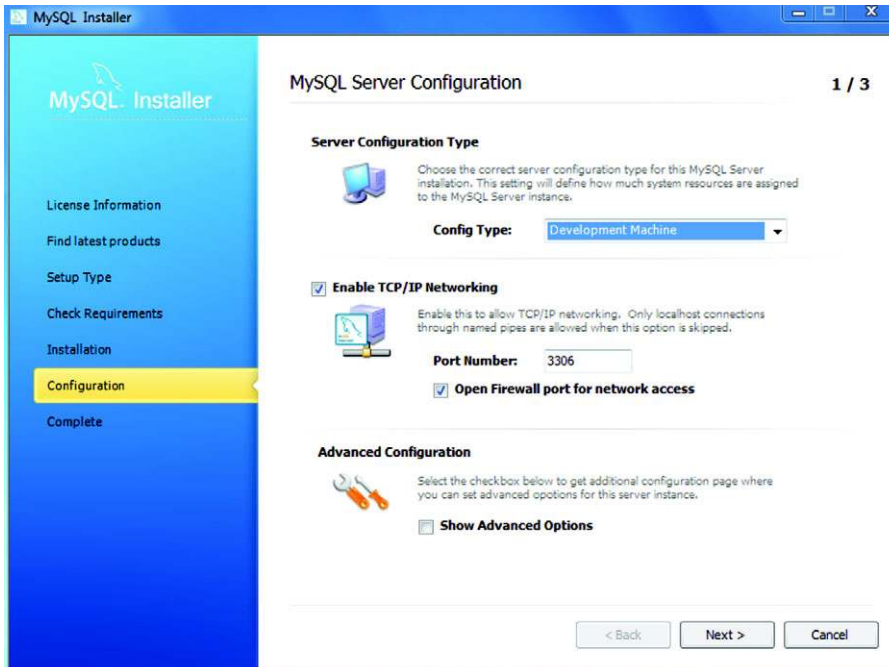 MySQL Installer
MySQL. Installer
License Information
Find latest products
Setup Type
Check Requirements
Installation
Configuration
Complete
MySQL Server Configuration
1 / 3
Server Configuration Type
Choose the correct server configuration type for this MySQL Server
installation. This setting will define how much system resources are assigned
to the MySQL Server instance.
Config Type: Development Machine
Enable TCP/IP Networking
Enable this to allow TCP/IP networking. Only localhost connections
through named pipes are allowed when this option is skipped.
Port Number: 3306
Open Firewall port for network access
Advanced Configuration
Select the checkbox below to get additional configuration page where
you can set advanced opotions for this server instance.
Show Advanced Options
< Back
Next >
Cancel